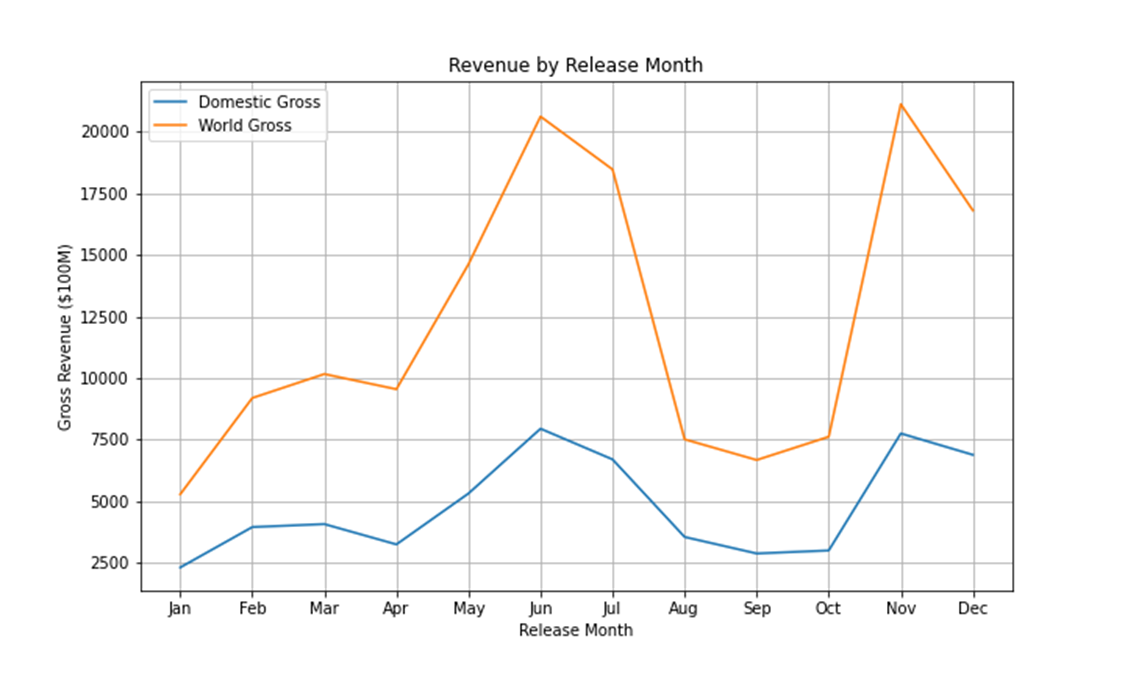 Revenue by Release Month
Domestic Gross
World Gross
Gross Revenue ($100M)
20000
17500
15000
12500
10000
7500
5000
2500
Jan Feb Mar Apr May Jun Jul Aug Sep Oct Nov Dec
Release Month